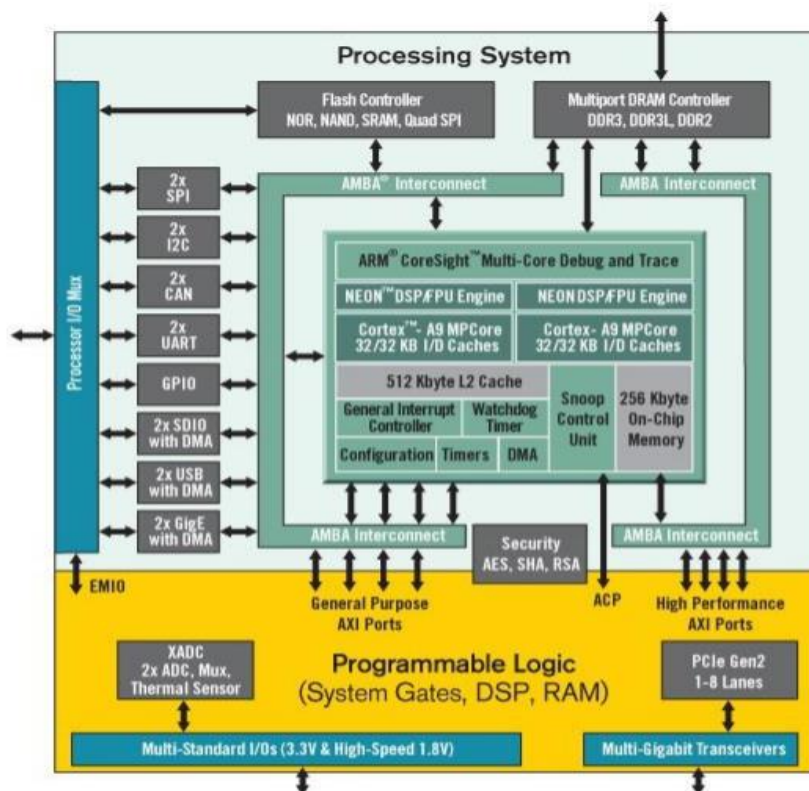 Processing System
Flash Controller
NOR, NAND, SRAM, Quad SPI
Multiport DRAM Controller
DDR3, DDR3L, DDR2
AMBA® Interconnect
AMBA Interconnect
Processor I/O Mux
2x
SPI
2x
I2C
2x
CAN
2x
UART
GPIO
2x SDIO
with DMA
2x USB
with DMA
2x GigE
with DMA
ARM® CoreSight™ Multi-Core Debug and Trace
NEON™ DSP/FPU Engine
NEON DSP/FPU Engine
Cortex™- A9 MPCore
32/32 KB I/D Caches
Cortex- A9 MPCore
32/32 KB I/D Caches
512 Kbyte L2 Cache
General Interrupt
Controller
Watchdog
Timer
Configuration
Timers
DMA
Snoop
Control
Unit
256 Kbyte
On-Chip
Memory
AMBA Interconnect
Security
AES, SHA, RSA
AMBA Interconnect
EMIO
General Purpose
AXI Ports
ACP
High Performance
AXI Ports
XADC
2x ADC, Mux,
Thermal Sensor
Programmable Logic
(System Gates, DSP, RAM)
PCIe Gen2
1-8 Lanes
Multi-Standard I/Os (3.3V & High-Speed 1.8V)
Multi-Gigabit Transceivers